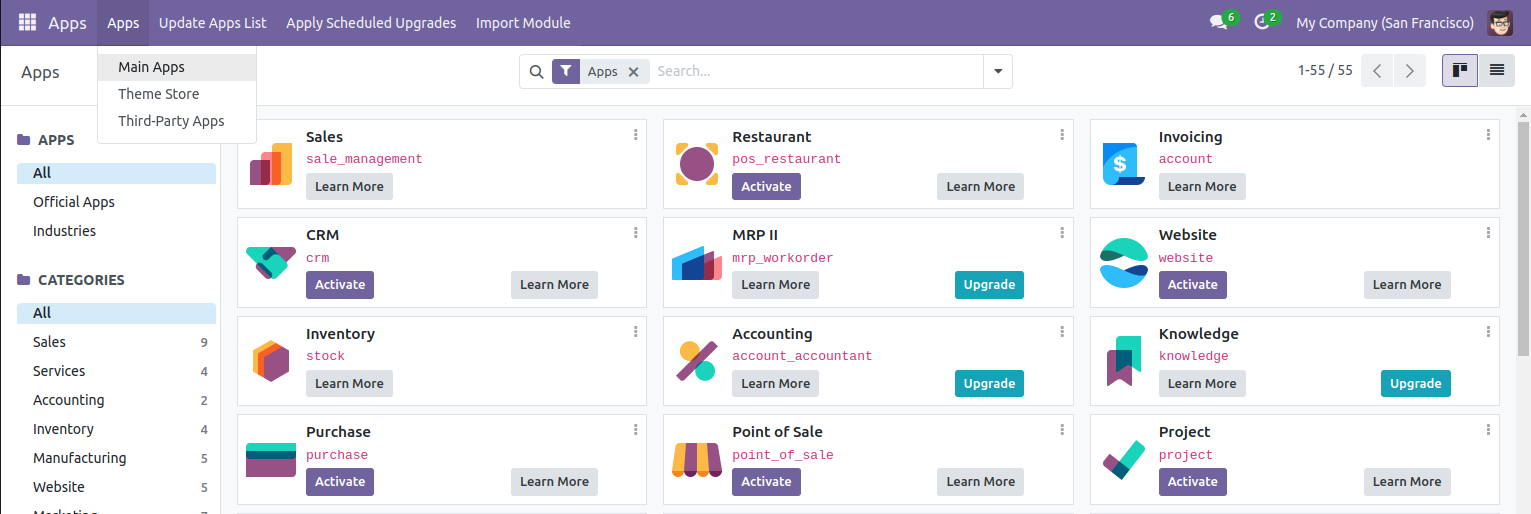 Apps Apps Update Apps List Apply Scheduled Upgrades Import Module 6 2 My Company (San Francisco)
Apps Apps Search... 1-55 / 55
Main Apps
Theme Store
Third-Party Apps
APPS
All
Official Apps
Industries
CATEGORIES
All
Sales 9
Services 4
Accounting 2
Inventory 4
Manufacturing 5
Website 5
Sales
sale_management
Learn More
Restaurant
pos_restaurant
Activate Learn More
Invoicing
$
account
Learn More
CRM
crm
Activate Learn More
MRP II
mrp_workorder
Learn More Upgrade
Website
website
Activate Learn More
Inventory
stock
Learn More
Accounting
account_accountant
Learn More Upgrade
Knowledge
knowledge
Learn More Upgrade
Purchase
purchase
Activate Learn More
Point of Sale
point_of_sale
Activate Learn More
Project
project
Activate Learn More